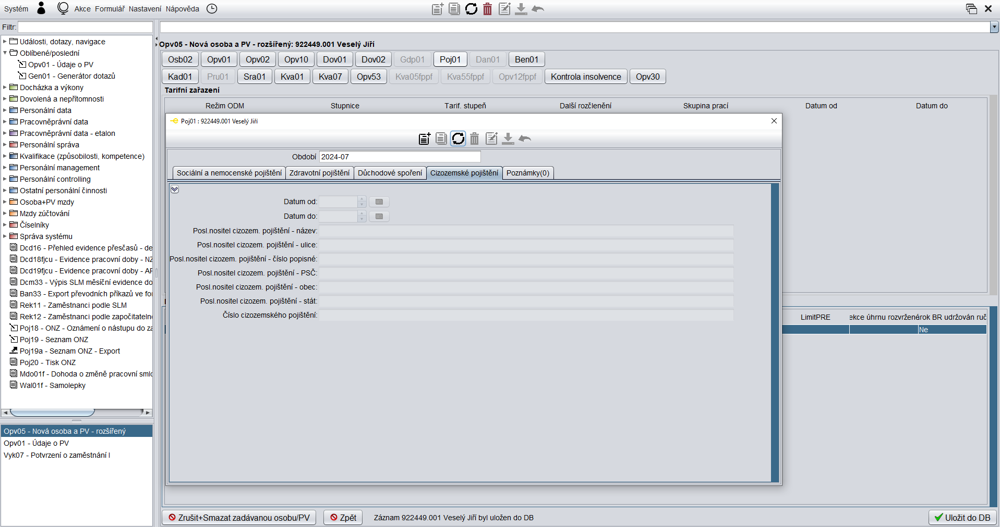 Systém Akce Formulář Nastavení Nápověda
Filtr:
Události, dotazy, navigace
Oblíbené/poslední
Opv01 - Údaje o PV
Gen01 - Generátor dotazů
Docházka a výkony
Dovolená a nepřítomnosti
Personální data
Pracovněprávní data
Pracovněprávní data - etalon
Personální správa
Kvalifikace (způsobilosti, kompetence)
Personální management
Personální controlling
Ostatní personální činnosti
Osoba+PV mzdy
Mzdy zúčtování
Číselníky
Správa systému
Dcd16 - Přehled evidence přesčasů - de
Dcd18fjcu - Evidence pracovní doby - NZ
Dcd19fjcu - Evidence pracovní doby - AF
Dcm33 - Výpis SLM měsíční evidence do
Ban33 - Export převodních příkazů ve for
Rek11 - Zaměstnanci podle SLM
Rek12 - Zaměstnanci podle započitatelné
Poj18 - ONZ - Oznámení o nástupu do za
Poj19 - Seznam ONZ
Poj19a - Seznam ONZ - Export
Poj20 - Tisk ONZ
Mdo01f - Dohoda o změně pracovní smlo
Wal01f - Samolepky
Opv05 - Nová osoba a PV - rozšířený
Opv01 - Údaje o PV
Vyk07 - Potvrzení o zaměstnání I
Opv05 - Nová osoba a PV - rozšířený: 922449.001 Veselý Jiří
Osb02 Opv01 Opv02 Opv10 Dov01 Dov02 Gdp01 Poj01 Dan01 Ben01
Kad01 Pru01 Sra01 Kva01 Kva07 Opv53 Kva05fppf Kva55fppf Opv12fppf Kontrola insolvence Opv30
Tarifní zařazení
Režim ODM Stupnice Tarif. stupeň Další rozčlenění Skupina prací Datum od Datum do
Poj01 : 922449.001 Veselý Jiří
Období 2024-07
Sociální a nemocenské pojištění Zdravotní pojištění Důchodové spoření Cizozemské pojištění Poznámky(0)
Datum od:
Datum do:
Posl.nositel cizozem. pojištění - název:
Posl.nositel cizozem. pojištění - ulice:
Posl.nositel cizozem. pojištění - číslo popisné:
Posl.nositel cizozem. pojištění - PSČ:
Posl.nositel cizozem. pojištění - obec:
Posl.nositel cizozem. pojištění - stát:
Číslo cizozemského pojištění:
LimitPRE ekce úhrnu rozvržené rok BR udržován ruč
Ne
Zrušit+Smazat zadávanou osobu/PV Zpět Záznam 922449.001 Veselý Jiří byl uložen do DB Uložit do DB